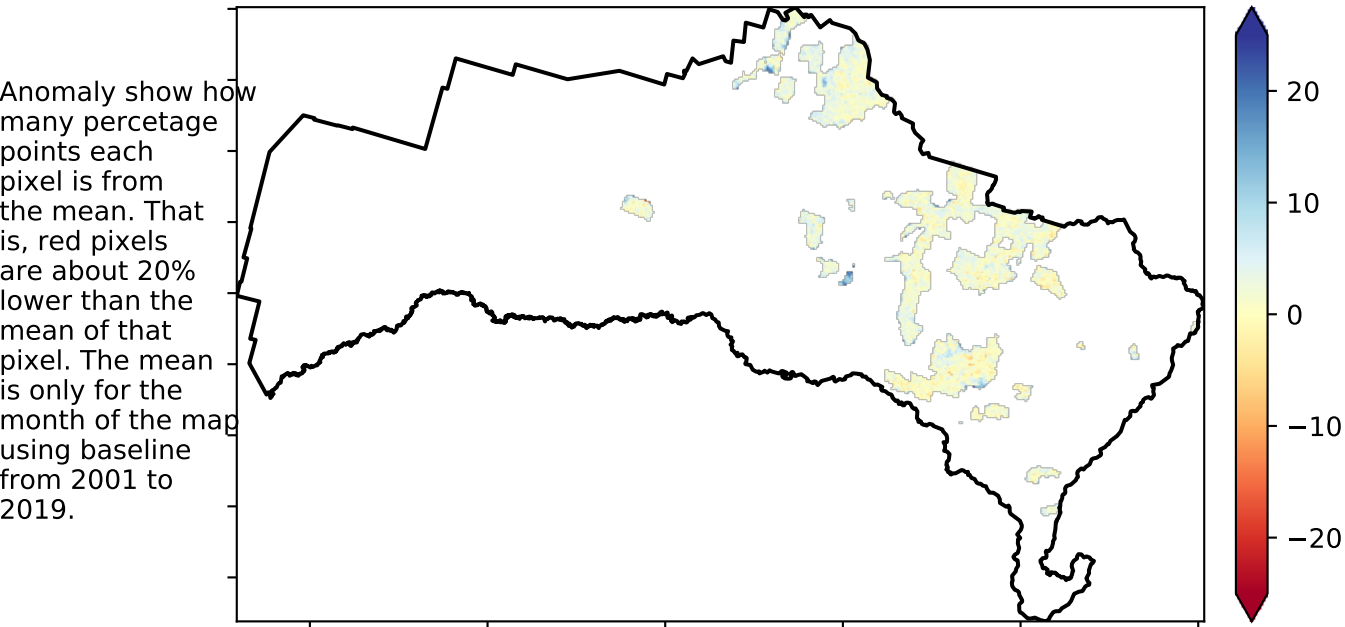 Anomaly show how
many percetage
points each
pixel is from
the mean. That
is, red pixels
are about 20%
lower than the
mean of that
pixel. The mean
is only for the
month of the map
using baseline
from 2001 to
2019.
20
10
0
−10
−20